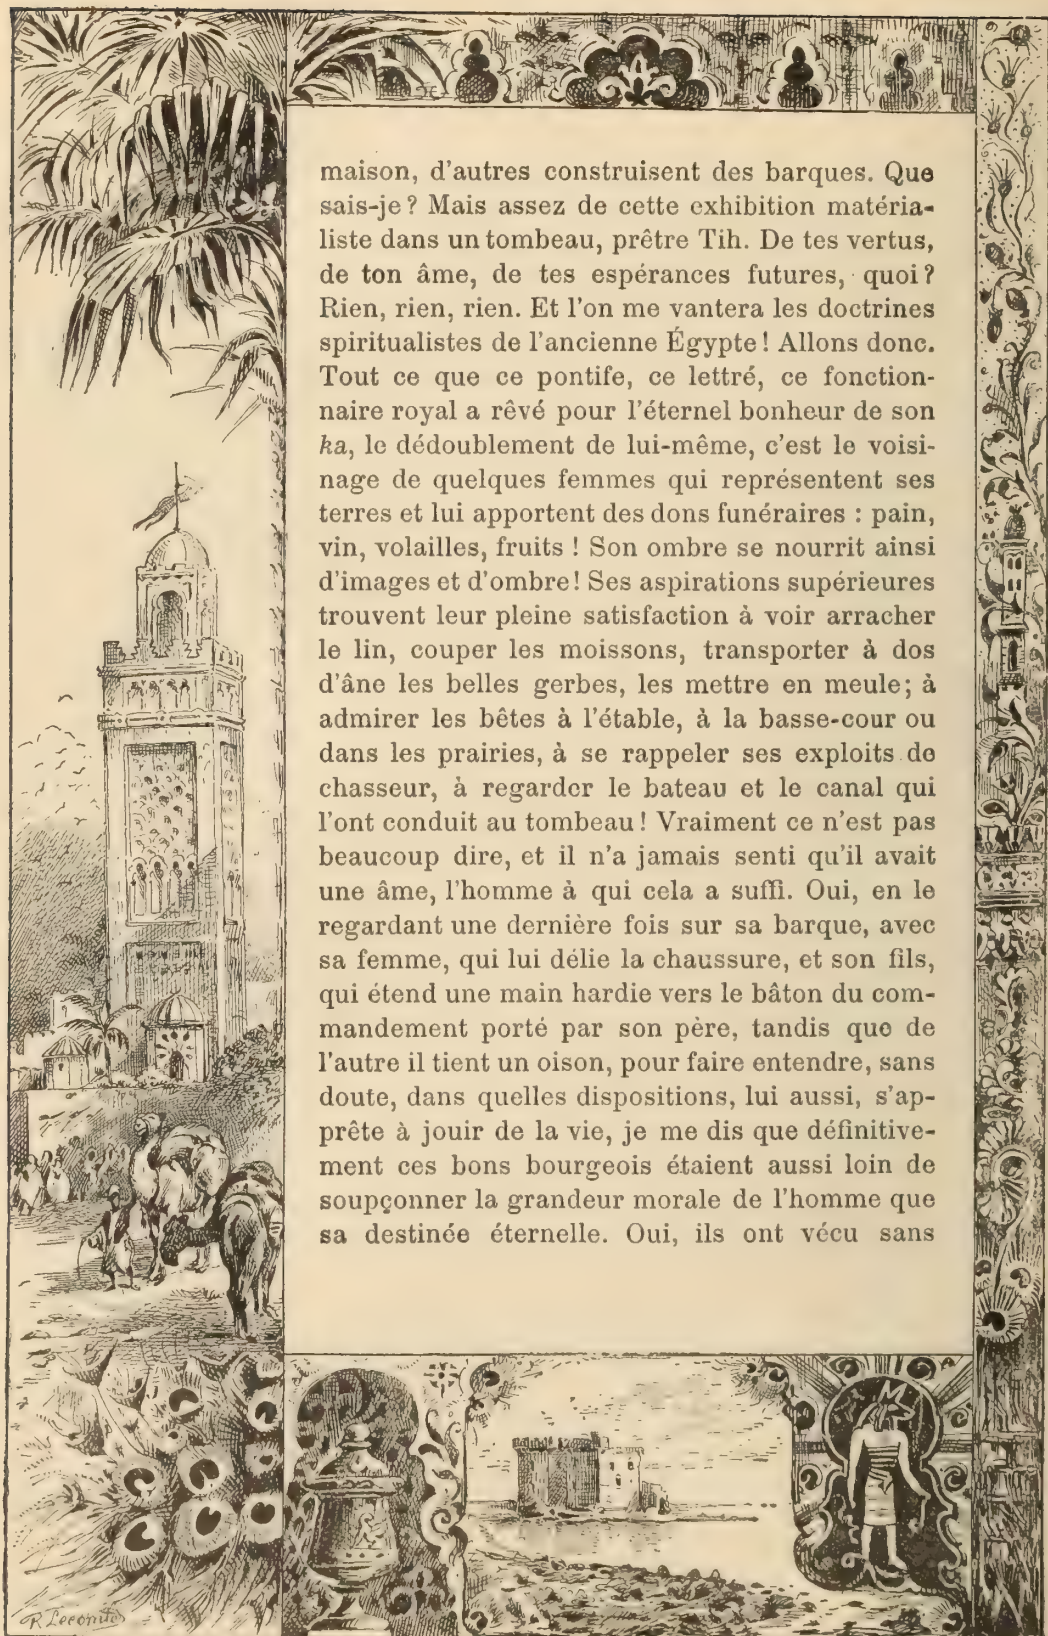 maison, d'autres construisent des barques. Que
sais-je? Mais assez de cette exhibition matéria-
liste dans un tombeau, prêtre Tih. De tes vertus,
de ton âme, de tes espérances futures, quoi?
Rien, rien, rien. Et l'on me vantera les doctrines
spiritualistes de l'ancienne Égypte! Allons donc.
Tout ce que ce pontife, ce lettré, ce fonction-
naire royal a rêvé pour l'éternel bonheur de son
ka, le dédoublement de lui-même, c'est le voisi-
nage de quelques femmes qui représentent ses
terres et lui apportent des dons funéraires : pain,
vin, volailles, fruits ! Son ombre se nourrit ainsi
d'images et d'ombre! Ses aspirations supérieures
trouvent leur pleine satisfaction à voir arracher
le lin, couper les moissons, transporter à dos
d'âne les belles gerbes, les mettre en meule; à
admirer les bêtes à l'étable, à la basse-cour ou
dans les prairies, à se rappeler ses exploits de
chasseur, à regarder le bateau et le canal qui
l'ont conduit au tombeau! Vraiment ce n'est pas
beaucoup dire, et il n'a jamais senti qu'il avait
une âme, l'homme à qui cela a suffi. Oui, en le
regardant une dernière fois sur sa barque, avec
sa femme, qui lui délie la chaussure, et son fils,
qui étend une main hardie vers le bâton du com-
mandement porté par son père, tandis que de
l'autre il tient un oison, pour faire entendre, sans
doute, dans quelles dispositions, lui aussi, s'ap-
prête à jouir de la vie, je me dis que définitive-
ment ces bons bourgeois étaient aussi loin de
soupçonner la grandeur morale de l'homme que
sa destinée éternelle. Oui, ils ont vécu sans
R. Lecomte